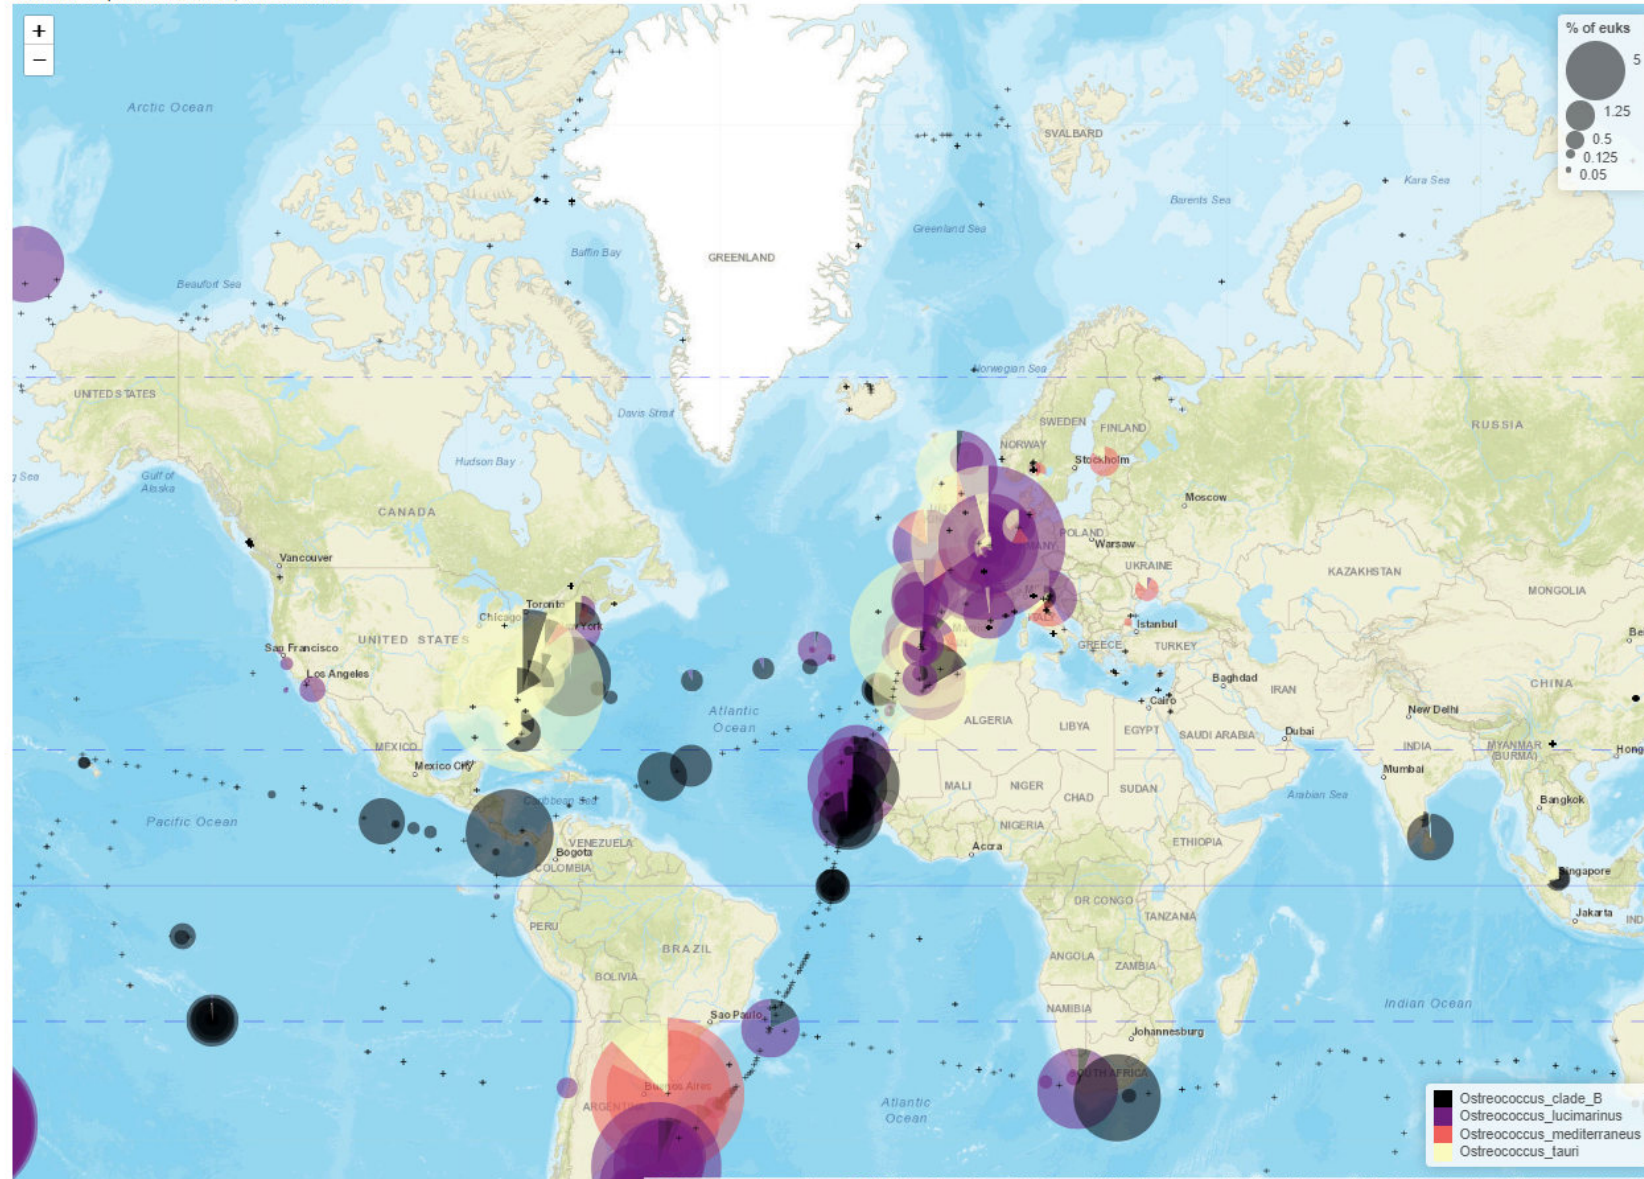 +
−
% of euks
5
1.25
0.5
0.125
0.05
Arctic Ocean
SVALBARD
Kara Sea
Barents Sea
Greenland Sea
Baffin Bay
GREENLAND
Beaufort Sea
Norwegian Sea
UNITED STATES
Davis Strait
SWEDEN
FINLAND
RUSSIA
NORWAY
Stockholm
Hudson Bay
Gulf of
Alaska
Moscow
CANADA
POLAND
Warsaw
Vancouver
UKRAINE
KAZAKHSTAN
MONGOLIA
Toronto
Chicago
York
ITALY
Istanbul
UNITED STATES
San Francisco
GREECE
TURKEY
Los Angeles
Baghdad
IRAN
CHINA
Cairo
New Delhi
Atlantic
Ocean
ALGERIA
LIBYA
EGYPT
SAUDI ARABIA
Dubai
MEXICO
INDIA
MYANMAR
(BURMA)
Hong
Mexico City
Mumbai
MALI
NIGER
CHAD
SUDAN
Arabian Sea
Caribbean Sea
Bangkok
Pacific Ocean
NIGERIA
VENEZUELA
Accra
ETHIOPIA
Bogota
COLOMBIA
Singapore
DR CONGO
Jakarta
IND
TANZANIA
PERU
BRAZIL
ANGOLA
ZAMBIA
BOLIVIA
Indian Ocean
NAMIBIA
Sao Paulo
Johannesburg
SOUTH AFRICA
Buenos Aires
ARGENTINA
Atlantic
Ocean
Ostreococcus_clade_B
Ostreococcus_lucimarinus
Ostreococcus_mediterraneus
Ostreococcus_tauri